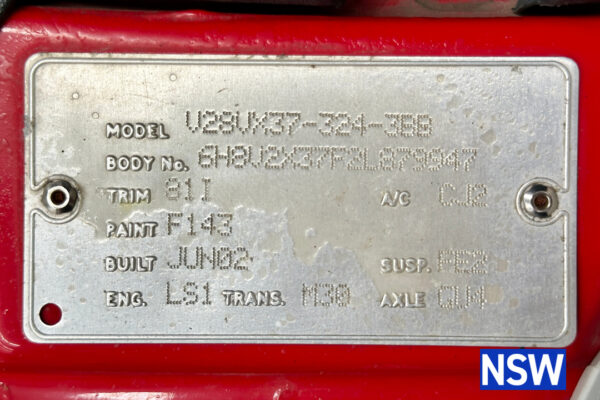 MODEL V28VX37-324-3BB
BODY No. 6H8V2X37F2L879947
TRIM 81I A/C CJ2
PAINT F143
BUILT JUN02 SUSP. FE2
ENG. LS1 TRANS. M30 AXLE GU4
NSW